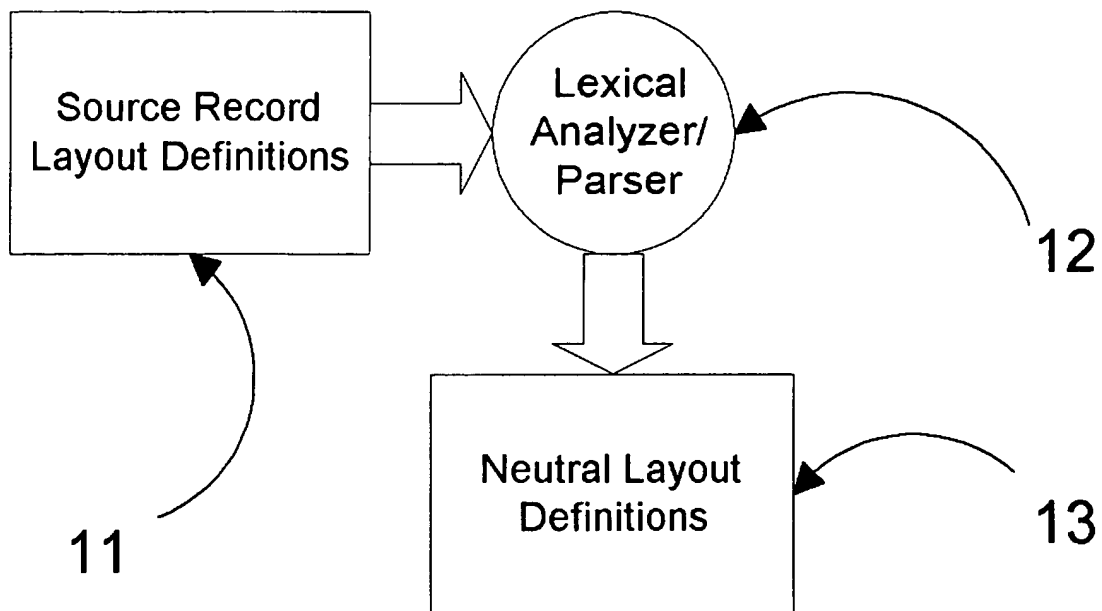 Source Record
Layout Definitions
Lexical
Analyzer/
Parser
12
11
Neutral Layout
Definitions
13